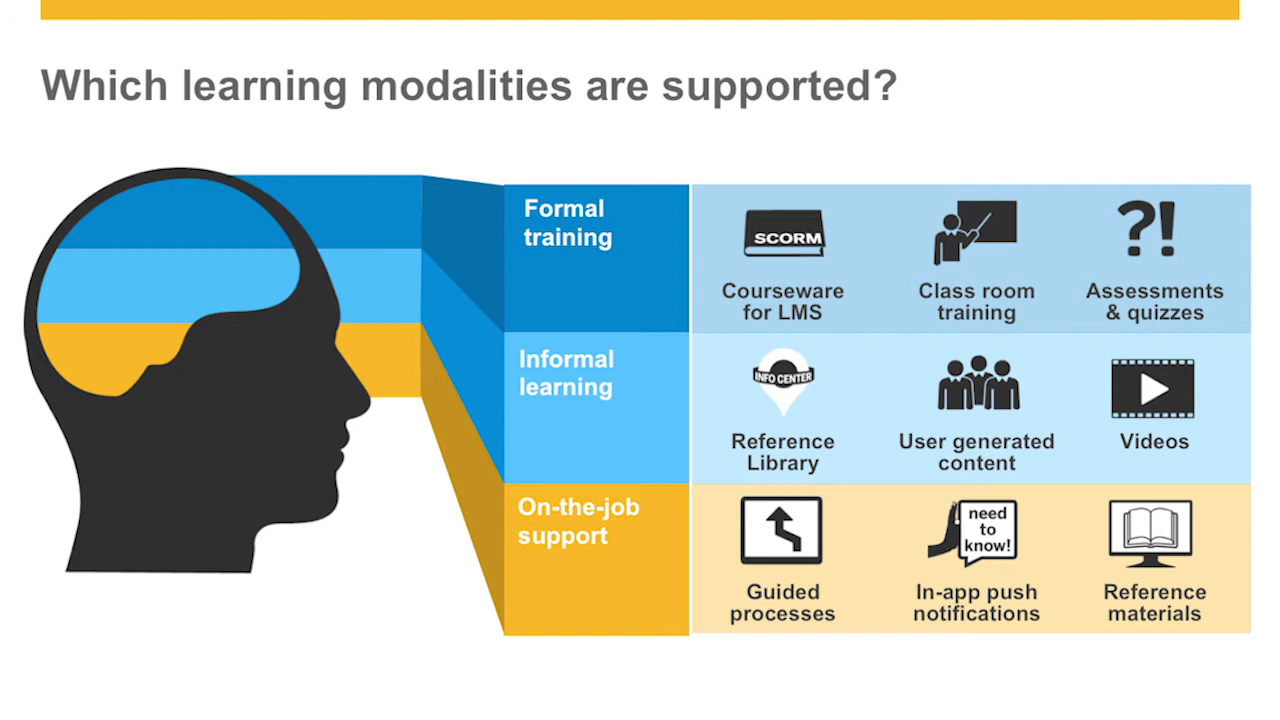 Which learning modalities are supported?
Formal
training
SCORM
Courseware
for LMS
Class room
training
?!
Assessments
& quizzes
Informal
learning
INFO CENTER
Reference
Library
User generated
content
Videos
On-the-job
support
Guided
processes
need
to
know!
In-app push
notifications
Reference
materials